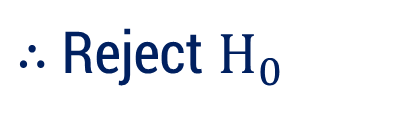 ∴ Reject H₀